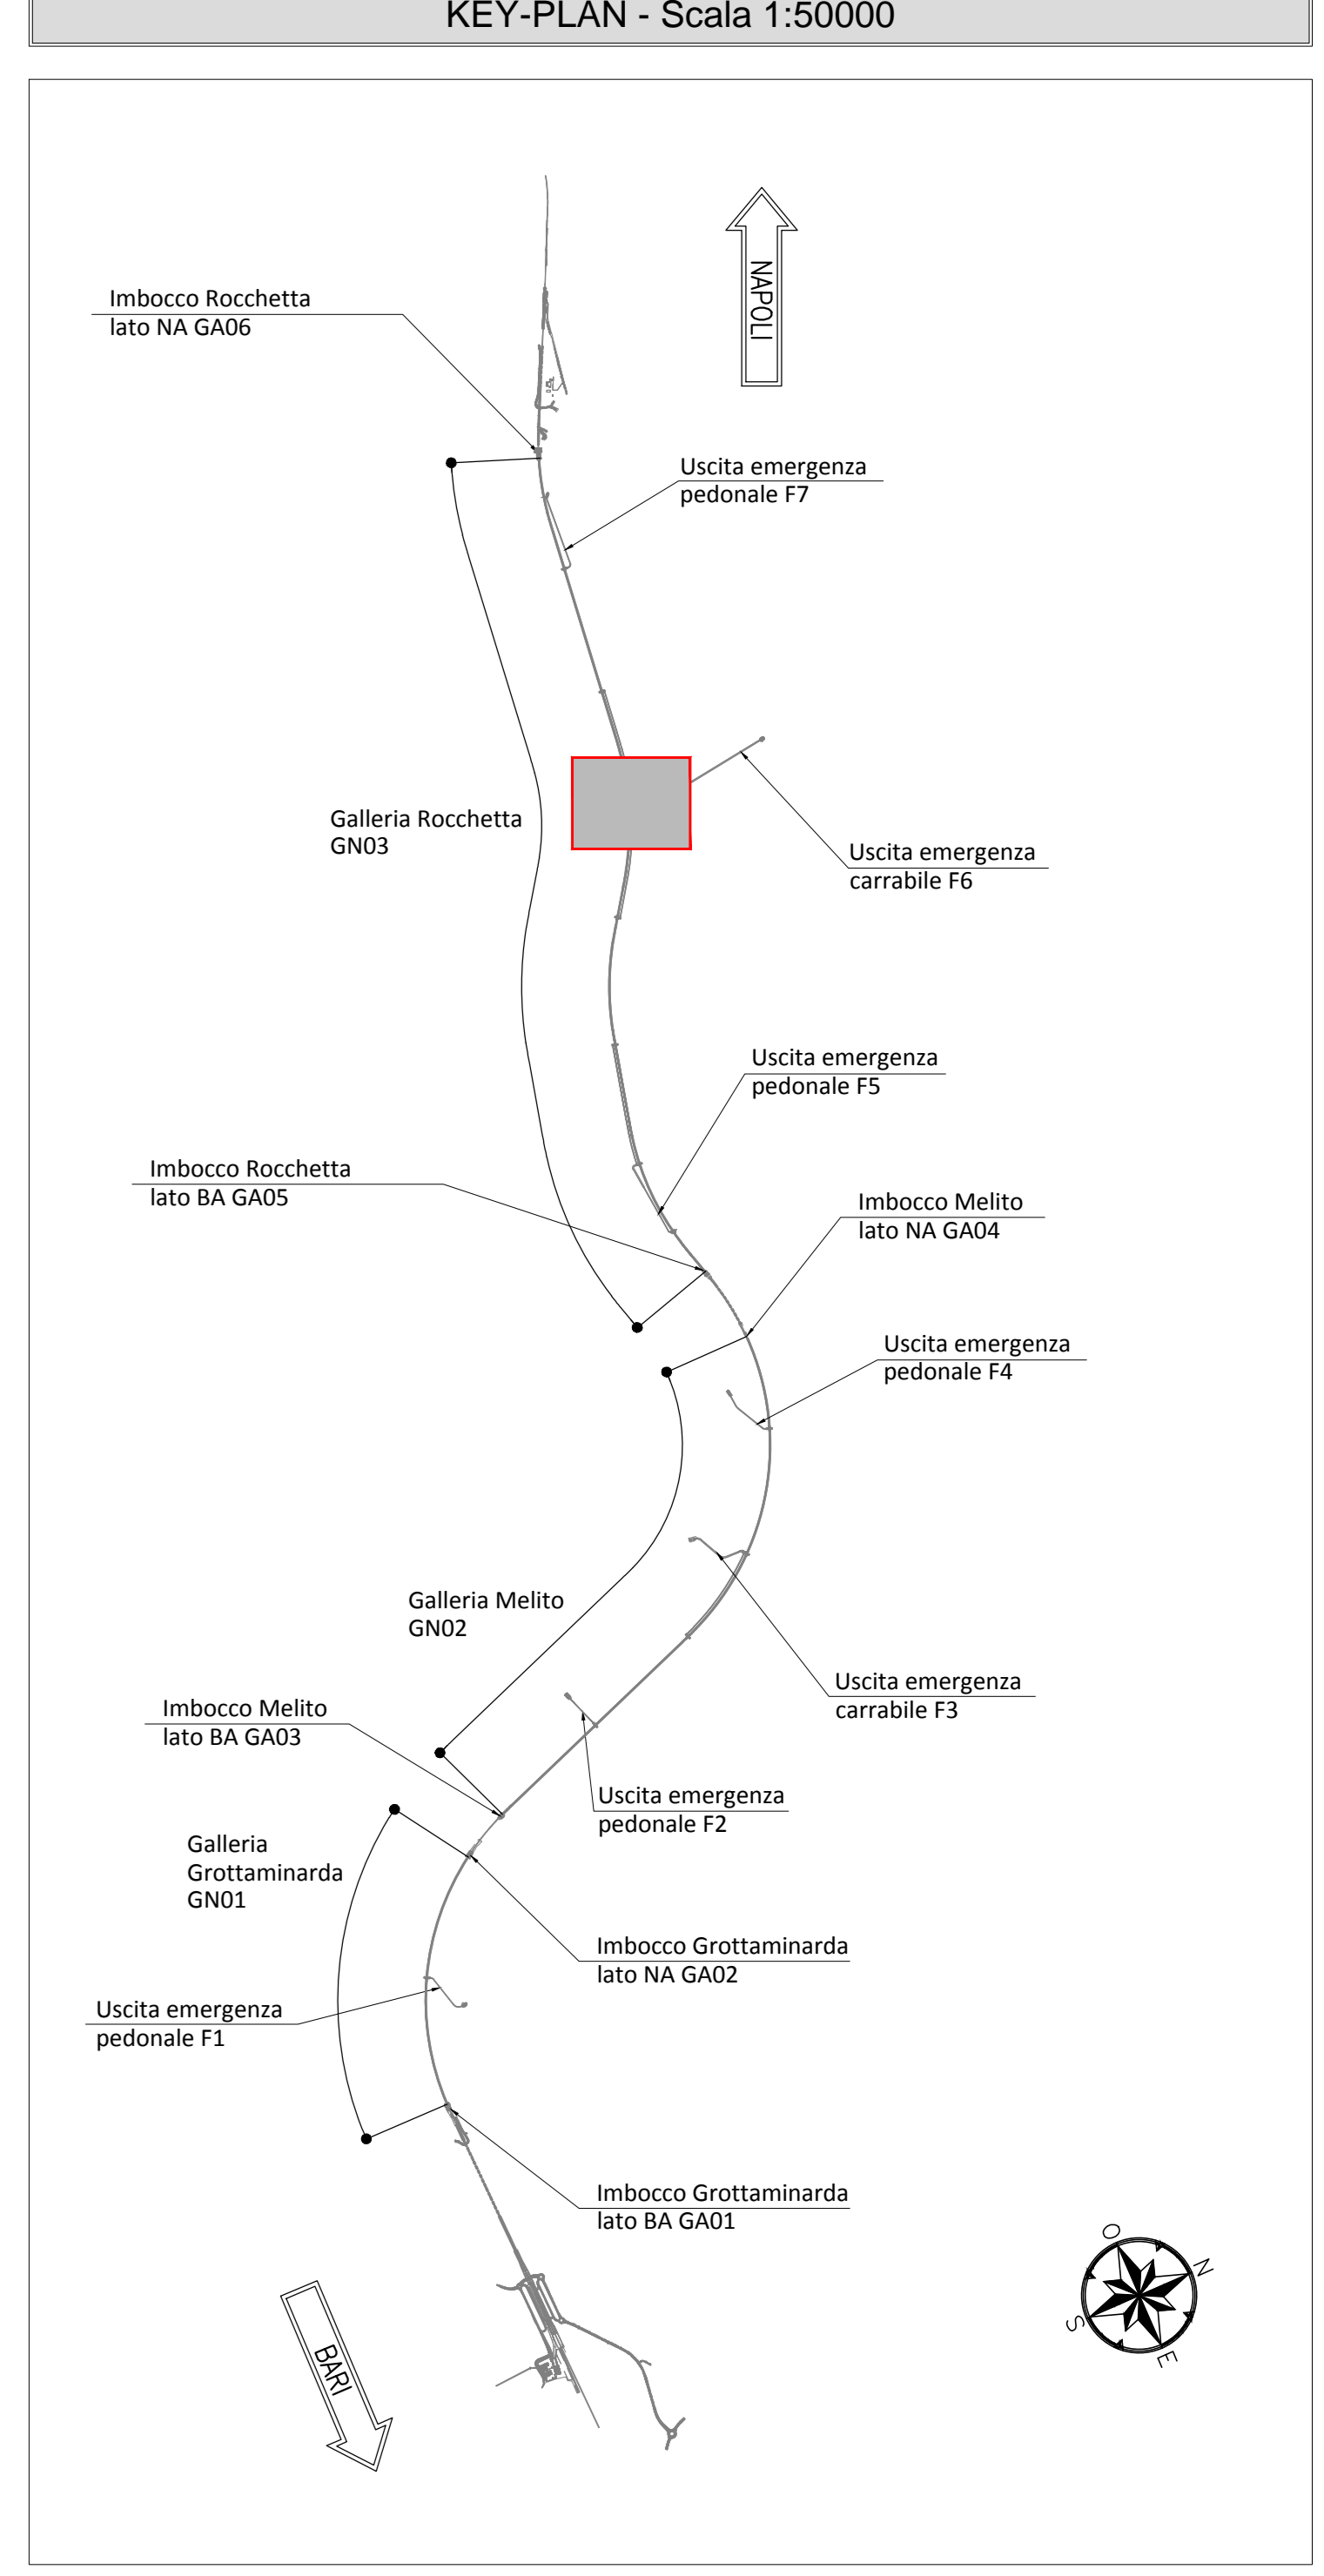 KEY-PLAN - Scala 1:50000
NAPOLI
Imbocco Rocchetta
lato NA GA06
Uscita emergenza
pedonale F7
Galleria Rocchetta
GN03
Uscita emergenza
carrabile F6
Uscita emergenza
pedonale F5
Imbocco Rocchetta
lato BA GA05
Imbocco Melito
lato NA GA04
Uscita emergenza
pedonale F4
Galleria Melito
GN02
Uscita emergenza
carrabile F3
Imbocco Melito
lato BA GA03
Uscita emergenza
pedonale F2
Galleria
Grottaminarda
GN01
Imbocco Grottaminarda
lato NA GA02
Uscita emergenza
pedonale F1
Imbocco Grottaminarda
lato BA GA01
BARI
O
N
S
E